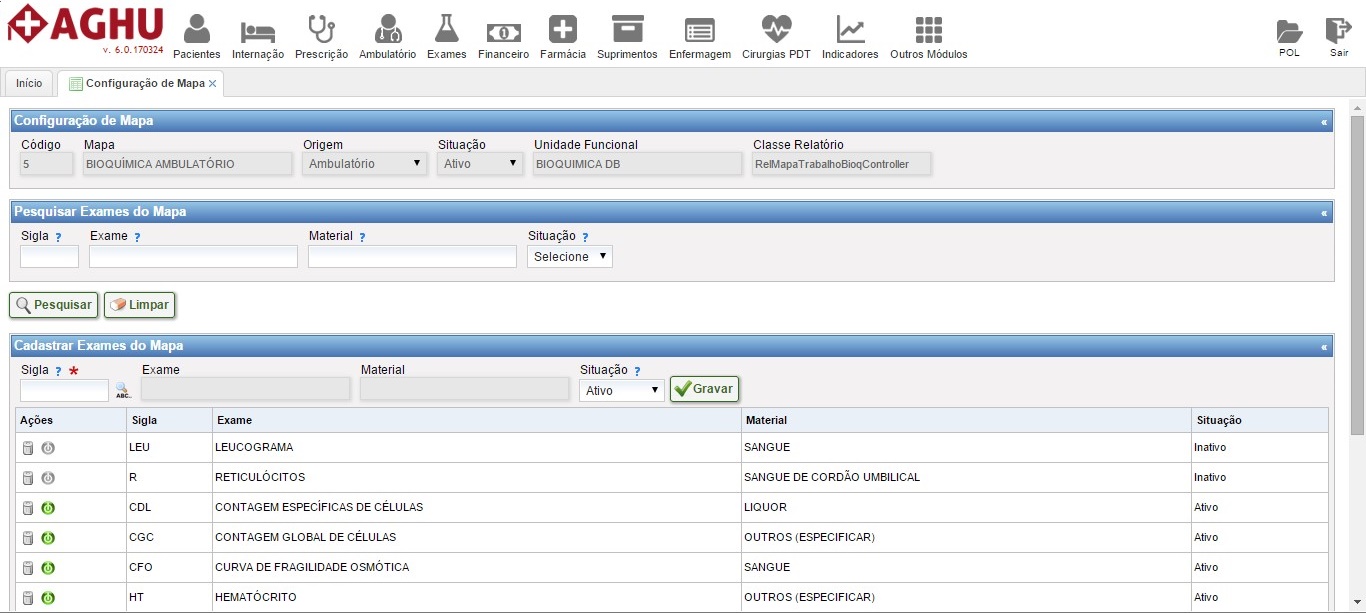 AGHU
v. 6.0.170324
Pacientes Internação Prescrição Ambulatório Exames Financeiro Farmácia Suprimentos Enfermagem Cirurgias PDT Indicadores Outros Módulos POL Sair
Início Configuração de Mapa
Configuração de Mapa «
Código Mapa Origem Situação Unidade Funcional Classe Relatório
5 BIOQUÍMICA AMBULATÓRIO Ambulatório Ativo BIOQUIMICA DB RelMapaTrabalhoBioqController
Pesquisar Exames do Mapa «
Sigla ? Exame ? Material ? Situação ?
Selecione
Pesquisar Limpar
Cadastrar Exames do Mapa «
Sigla ? * Exame Material Situação ?
ABC.. Ativo Gravar
Ações Sigla Exame Material Situação
LEU LEUCOGRAMA SANGUE Inativo
R RETICULÓCITOS SANGUE DE CORDÃO UMBILICAL Inativo
CDL CONTAGEM ESPECÍFICAS DE CÉLULAS LIQUOR Ativo
CGC CONTAGEM GLOBAL DE CÉLULAS OUTROS (ESPECIFICAR) Ativo
CFO CURVA DE FRAGILIDADE OSMÓTICA SANGUE Ativo
HT HEMATÓCRITO OUTROS (ESPECIFICAR) Ativo